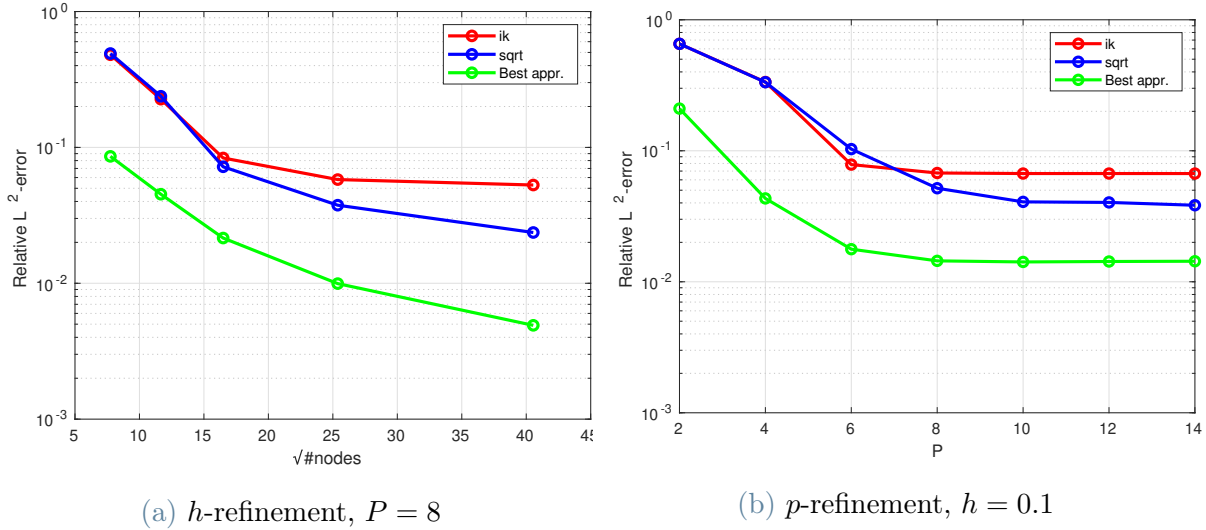 10^0
10^-1
10^-2
10^-3
Relative L^2-error
5 10 15 20 25 30 35 40 45
√#nodes
ik
sqrt
Best appr.
(a) h-refinement, P = 8
10^0
10^-1
10^-2
10^-3
Relative L^2-error
2 4 6 8 10 12 14
P
ik
sqrt
Best appr.
(b) p-refinement, h = 0.1